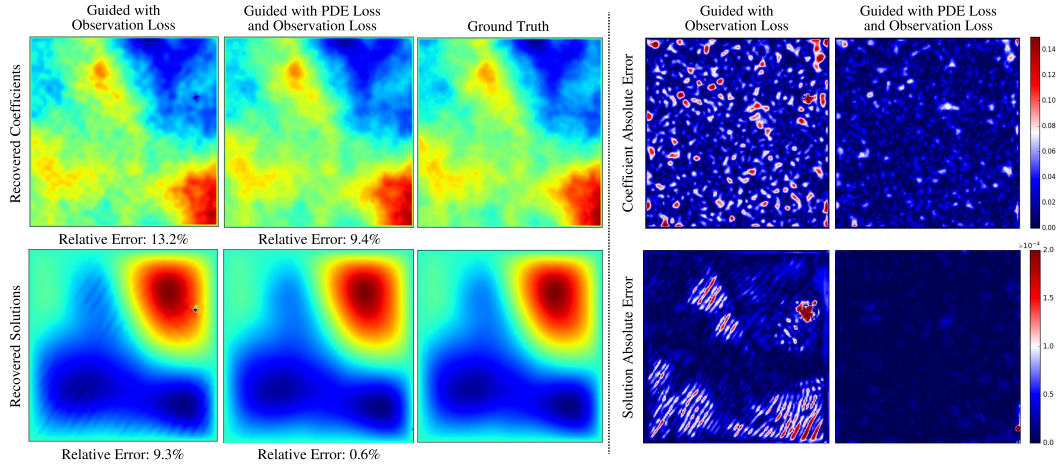 Guided with
Observation Loss
Guided with PDE Loss
and Observation Loss
Ground Truth
Recovered Coefficients
Relative Error: 13.2%
Relative Error: 9.4%
Recovered Solutions
Relative Error: 9.3%
Relative Error: 0.6%
Guided with
Observation Loss
Guided with PDE Loss
and Observation Loss
Coefficient Absolute Error
0.14
0.12
0.10
0.08
0.06
0.04
0.02
0.00
Solution Absolute Error
×10⁻⁴
2.0
1.5
1.0
0.5
0.0